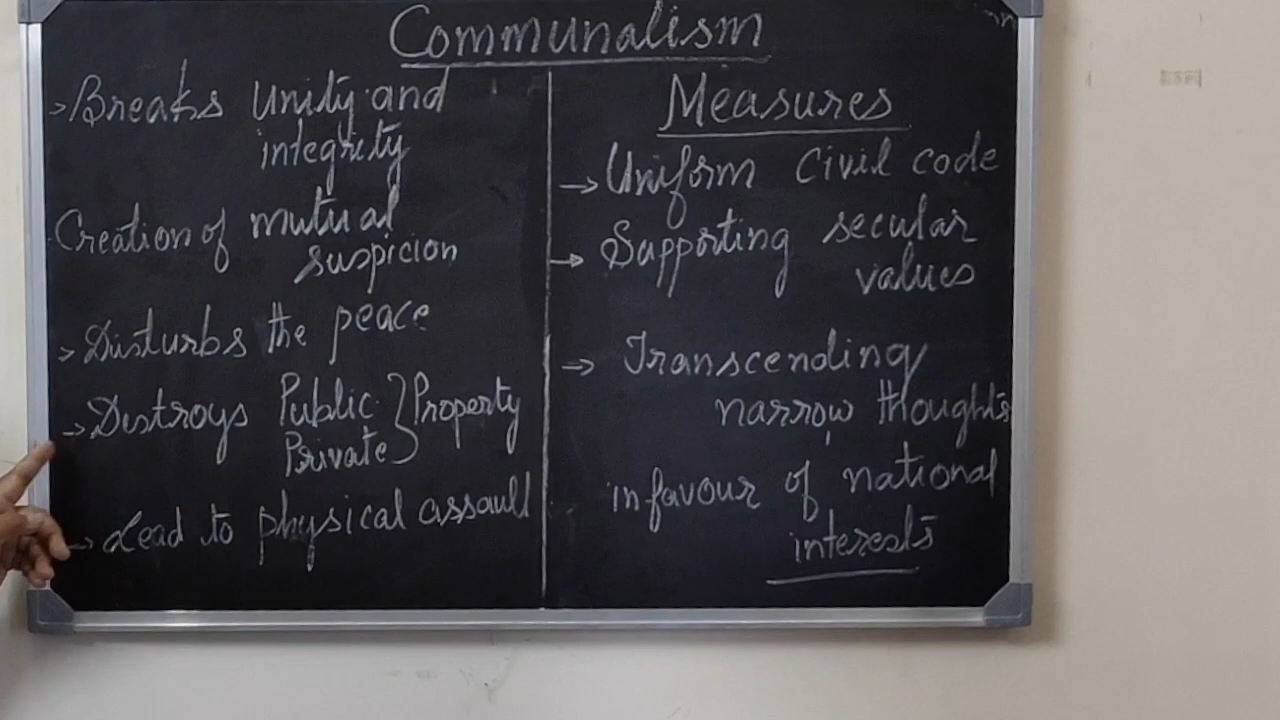 Communalism
> Breaks Unity and
integrity
Creation of mutual
suspicion
> Disturbs the peace
→ Destroys Public } Property
Private
→ Lead to physical assault
Measures
→ Uniform Civil code
→ Supporting secular
values
→ Transcending
narrow thoughts
in favour of national
interests